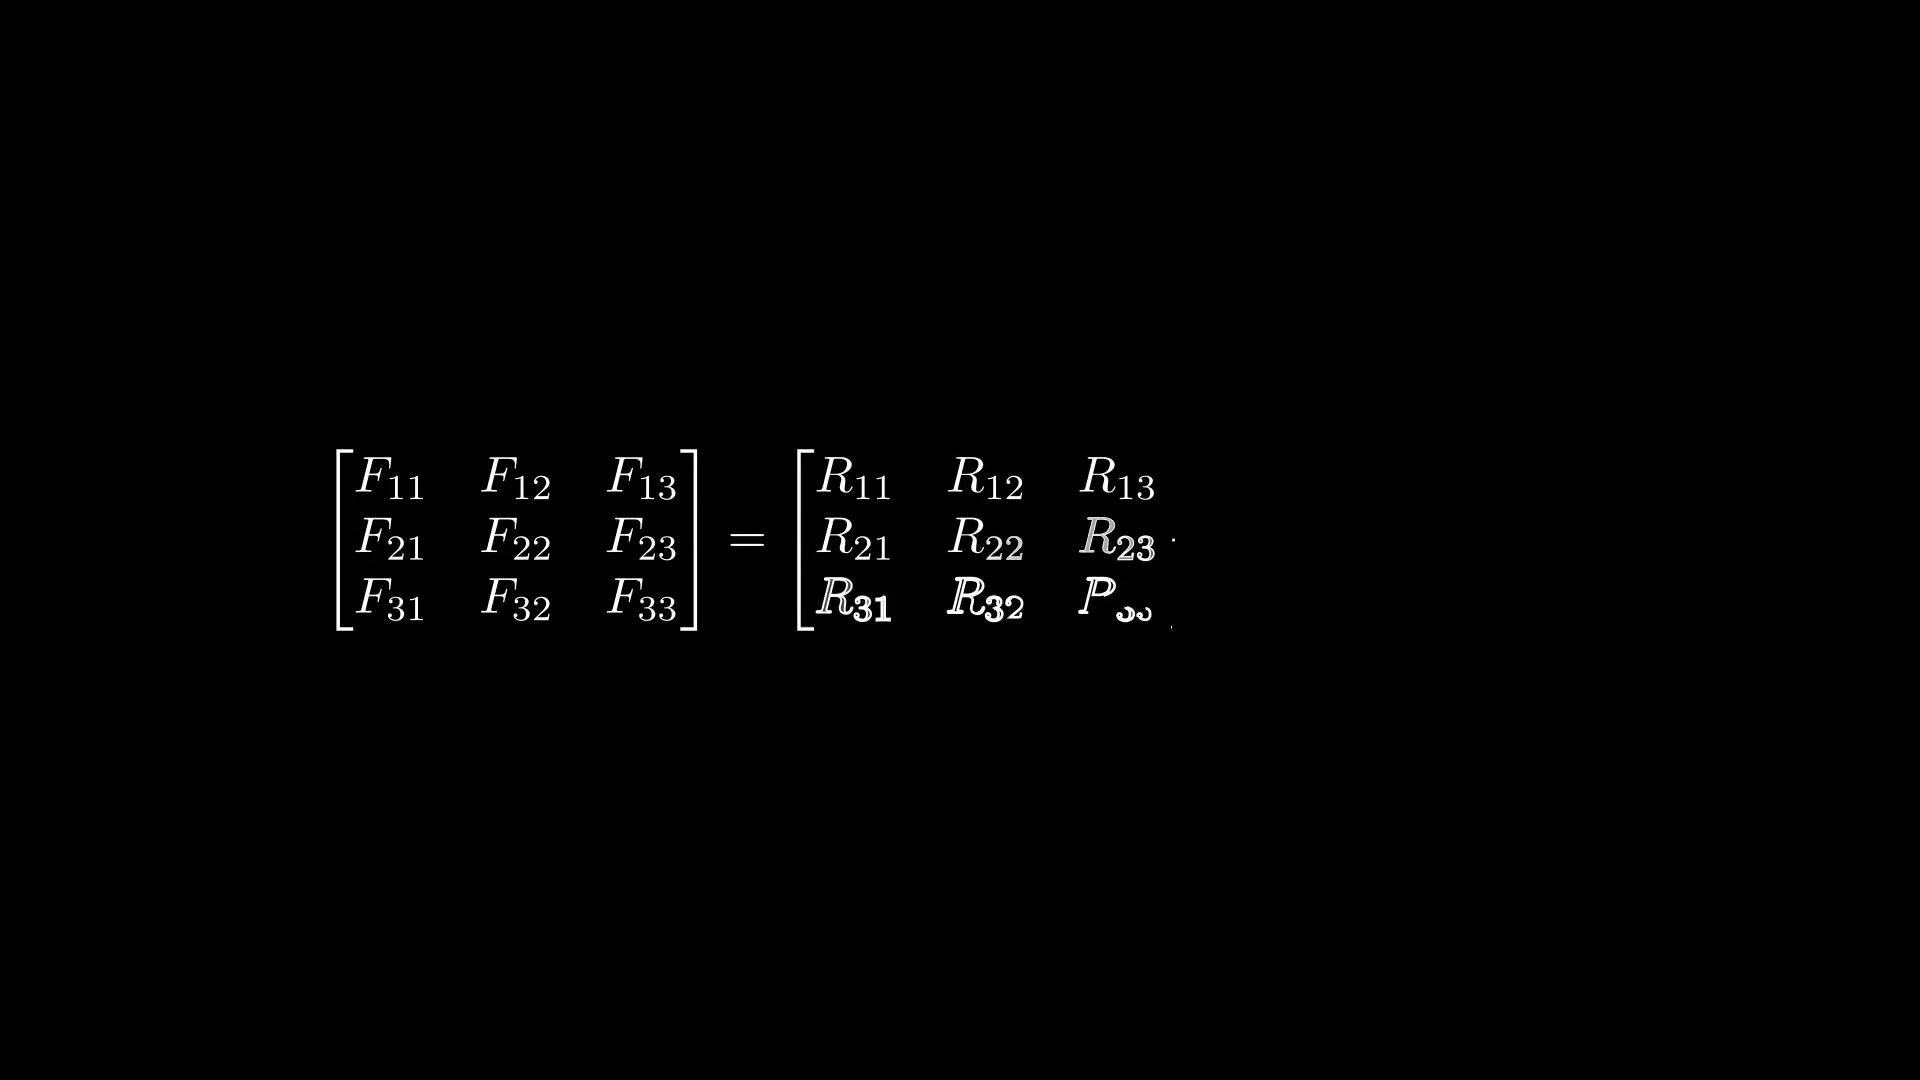 F11 F12 F13 R11 R12 R13
F21 F22 F23 = R21 R22 R23
F31 F32 F33 R31 R32